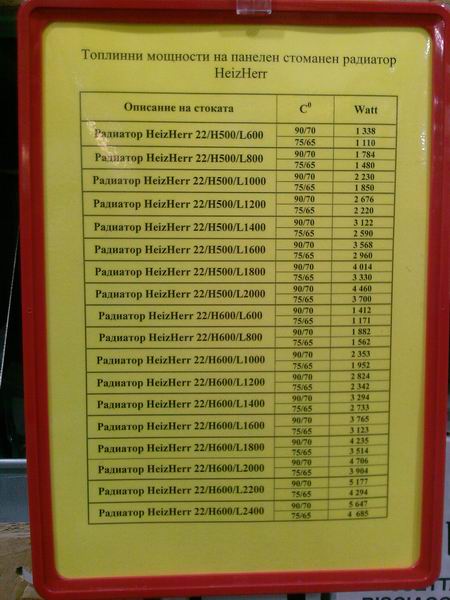 Топлинни мощности на панелен стоманен радиатор
HeizHerr
Описание на стоката C⁰ Watt
Радиатор HeizHerr 22/H500/L600 90/70 1 338
75/65 1 110
Радиатор HeizHerr 22/H500/L800 90/70 1 784
75/65 1 480
Радиатор HeizHerr 22/H500/L1000 90/70 2 230
75/65 1 850
Радиатор HeizHerr 22/H500/L1200 90/70 2 676
75/65 2 220
Радиатор HeizHerr 22/H500/L1400 90/70 3 122
75/65 2 590
Радиатор HeizHerr 22/H500/L1600 90/70 3 568
75/65 2 960
Радиатор HeizHerr 22/H500/L1800 90/70 4 014
75/65 3 330
Радиатор HeizHerr 22/H500/L2000 90/70 4 460
75/65 3 700
Радиатор HeizHerr 22/H600/L600 90/70 1 412
75/65 1 171
Радиатор HeizHerr 22/H600/L800 90/70 1 882
75/65 1 562
Радиатор HeizHerr 22/H600/L1000 90/70 2 353
75/65 1 952
Радиатор HeizHerr 22/H600/L1200 90/70 2 824
75/65 2 342
Радиатор HeizHerr 22/H600/L1400 90/70 3 294
75/65 2 733
Радиатор HeizHerr 22/H600/L1600 90/70 3 765
75/65 3 123
Радиатор HeizHerr 22/H600/L1800 90/70 4 235
75/65 3 514
Радиатор HeizHerr 22/H600/L2000 90/70 4 706
75/65 3 904
Радиатор HeizHerr 22/H600/L2200 90/70 5 177
75/65 4 294
Радиатор HeizHerr 22/H600/L2400 90/70 5 647
75/65 4 685